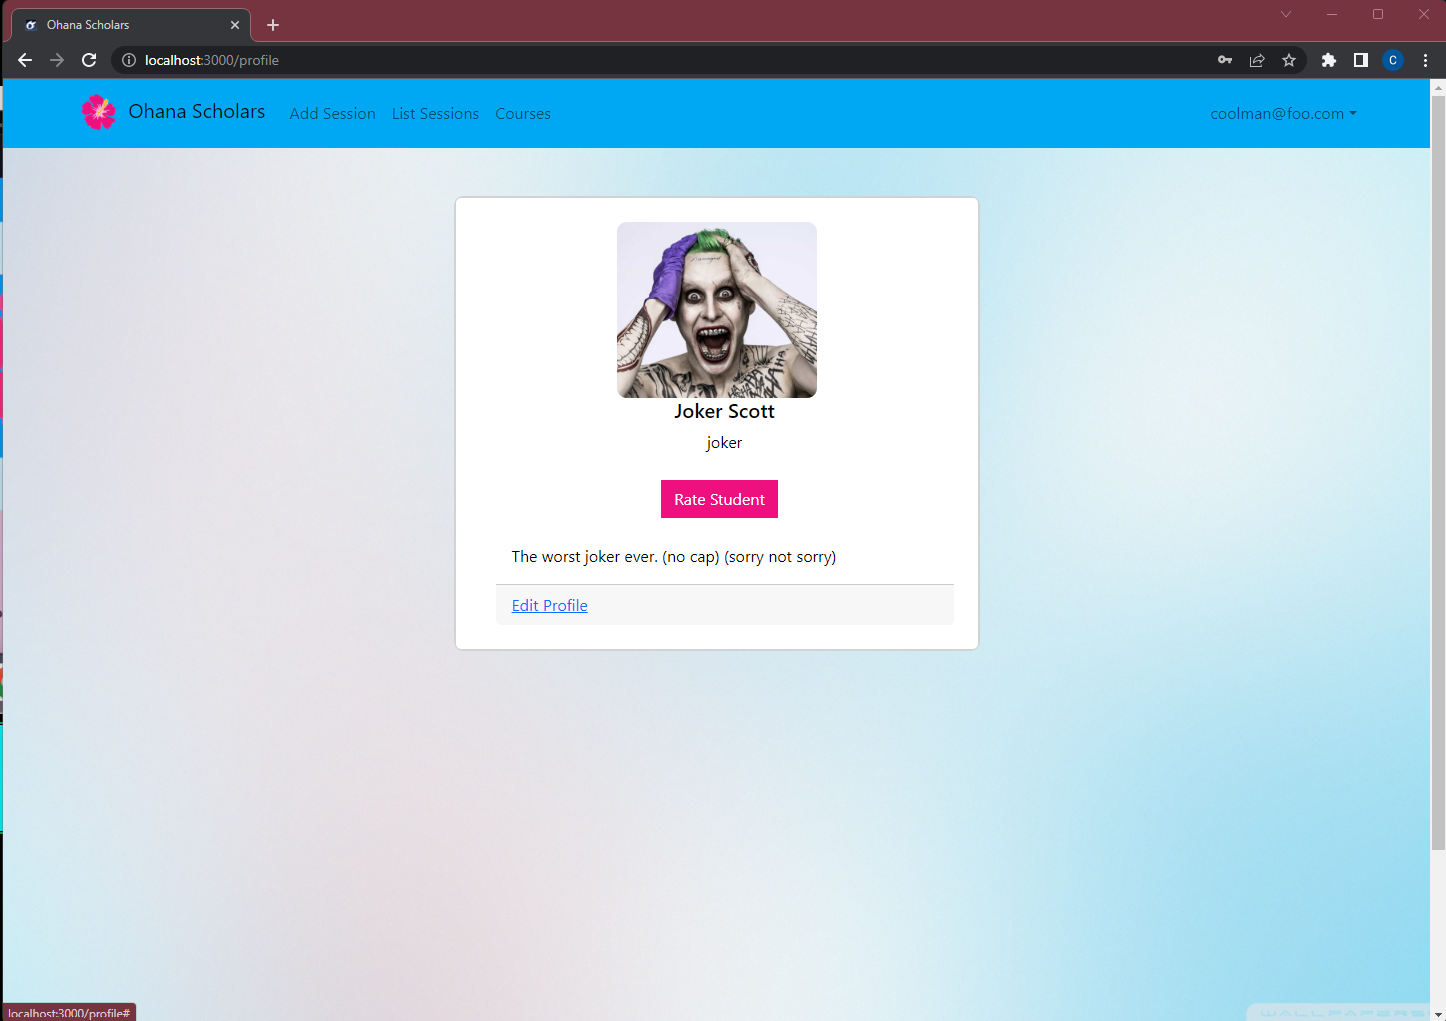 Ohana Scholars
localhost:3000/profile
C
Ohana Scholars
Add Session
List Sessions
Courses
coolman@foo.com
Joker Scott
joker
Rate Student
The worst joker ever. (no cap) (sorry not sorry)
Edit Profile
localhost:3000/profile#